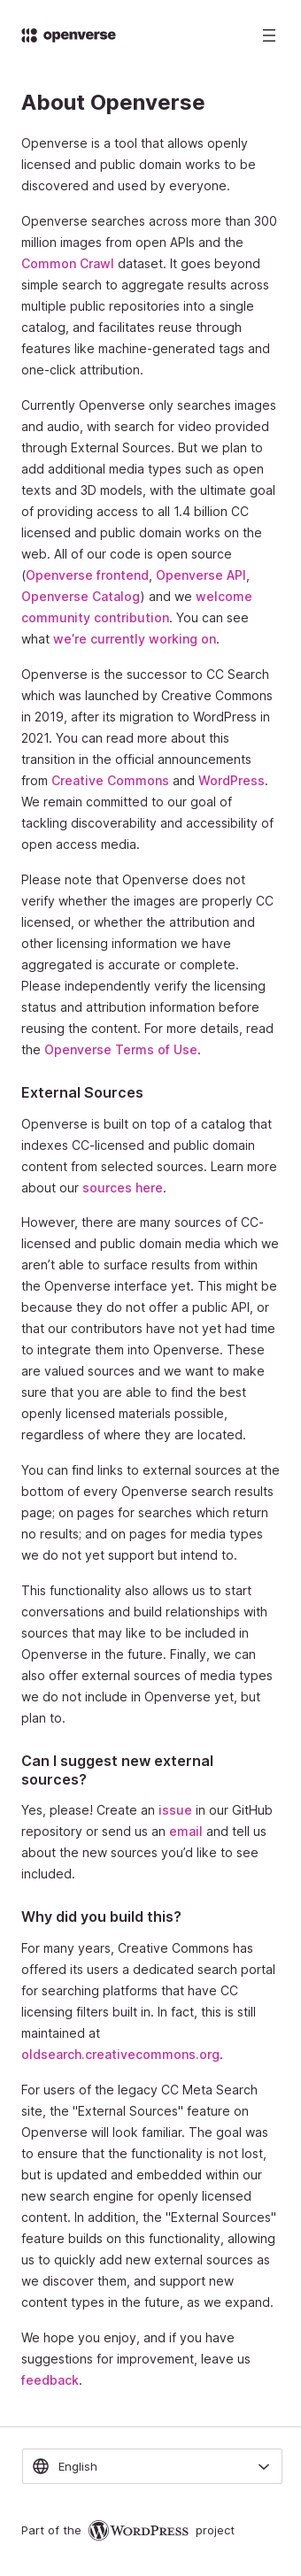 openverse
About Openverse
Openverse is a tool that allows openly
licensed and public domain works to be
discovered and used by everyone.
Openverse searches across more than 300
million images from open APIs and the
Common Crawl dataset. It goes beyond
simple search to aggregate results across
multiple public repositories into a single
catalog, and facilitates reuse through
features like machine-generated tags and
one-click attribution.
Currently Openverse only searches images
and audio, with search for video provided
through External Sources. But we plan to
add additional media types such as open
texts and 3D models, with the ultimate goal
of providing access to all 1.4 billion CC
licensed and public domain works on the
web. All of our code is open source
(Openverse frontend, Openverse API,
Openverse Catalog) and we welcome
community contribution. You can see
what we’re currently working on.
Openverse is the successor to CC Search
which was launched by Creative Commons
in 2019, after its migration to WordPress in
2021. You can read more about this
transition in the official announcements
from Creative Commons and WordPress.
We remain committed to our goal of
tackling discoverability and accessibility of
open access media.
Please note that Openverse does not
verify whether the images are properly CC
licensed, or whether the attribution and
other licensing information we have
aggregated is accurate or complete.
Please independently verify the licensing
status and attribution information before
reusing the content. For more details, read
the Openverse Terms of Use.
External Sources
Openverse is built on top of a catalog that
indexes CC-licensed and public domain
content from selected sources. Learn more
about our sources here.
However, there are many sources of CC-
licensed and public domain media which we
aren’t able to surface results from within
the Openverse interface yet. This might be
because they do not offer a public API, or
that our contributors have not yet had time
to integrate them into Openverse. These
are valued sources and we want to make
sure that you are able to find the best
openly licensed materials possible,
regardless of where they are located.
You can find links to external sources at the
bottom of every Openverse search results
page; on pages for searches which return
no results; and on pages for media types
we do not yet support but intend to.
This functionality also allows us to start
conversations and build relationships with
sources that may like to be included in
Openverse in the future. Finally, we can
also offer external sources of media types
we do not include in Openverse yet, but
plan to.
Can I suggest new external
sources?
Yes, please! Create an issue in our GitHub
repository or send us an email and tell us
about the new sources you’d like to see
included.
Why did you build this?
For many years, Creative Commons has
offered its users a dedicated search portal
for searching platforms that have CC
licensing filters built in. In fact, this is still
maintained at
oldsearch.creativecommons.org.
For users of the legacy CC Meta Search
site, the "External Sources" feature on
Openverse will look familiar. The goal was
to ensure that the functionality is not lost,
but is updated and embedded within our
new search engine for openly licensed
content. In addition, the "External Sources"
feature builds on this functionality, allowing
us to quickly add new external sources as
we discover them, and support new
content types in the future, as we expand.
We hope you enjoy, and if you have
suggestions for improvement, leave us
feedback.
English
Part of the WordPress project